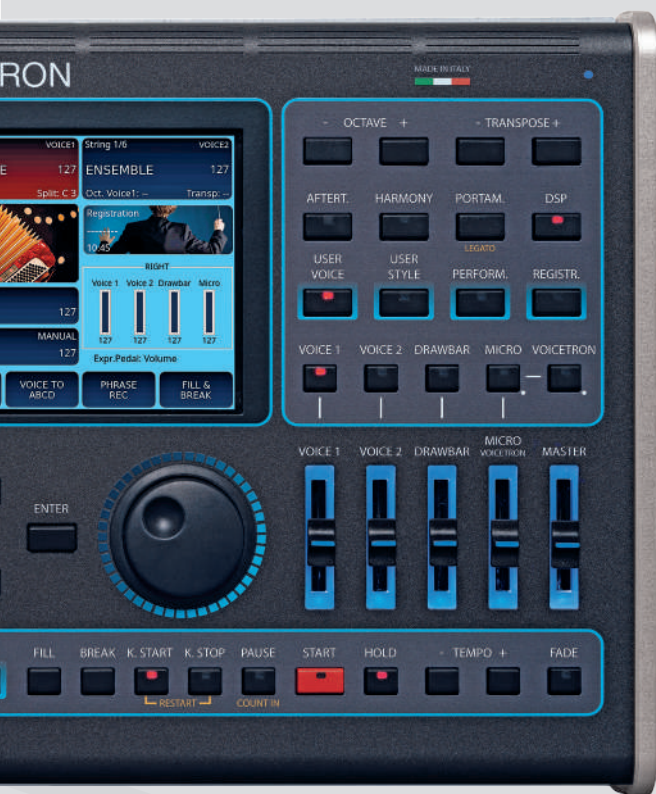 RON
MADE IN ITALY
- OCTAVE +
- TRANSPOSE +
VOICE1
String 1/6 VOICE2
E 127
ENSEMBLE 127
Split: C 3
Oct. Voice1: -- Transp: --
AFTERT. HARMONY PORTAM. DSP
LEGATO
Registration
10:45
USER VOICE
USER STYLE
PERFORM. REGISTR.
RIGHT
Voice 1 Voice 2 Drawbar Micro
127 127 127 127
127
MANUAL
127
Expr.Pedal: Volume
VOICE TO ABCD
PHRASE REC
FILL & BREAK
VOICE 1 VOICE 2 DRAWBAR MICRO – VOICETRON
VOICE 1 VOICE 2 DRAWBAR MICRO VOICETRON MASTER
ENTER
FILL BREAK K. START K. STOP PAUSE START HOLD - TEMPO + FADE
RESTART
COUNT IN